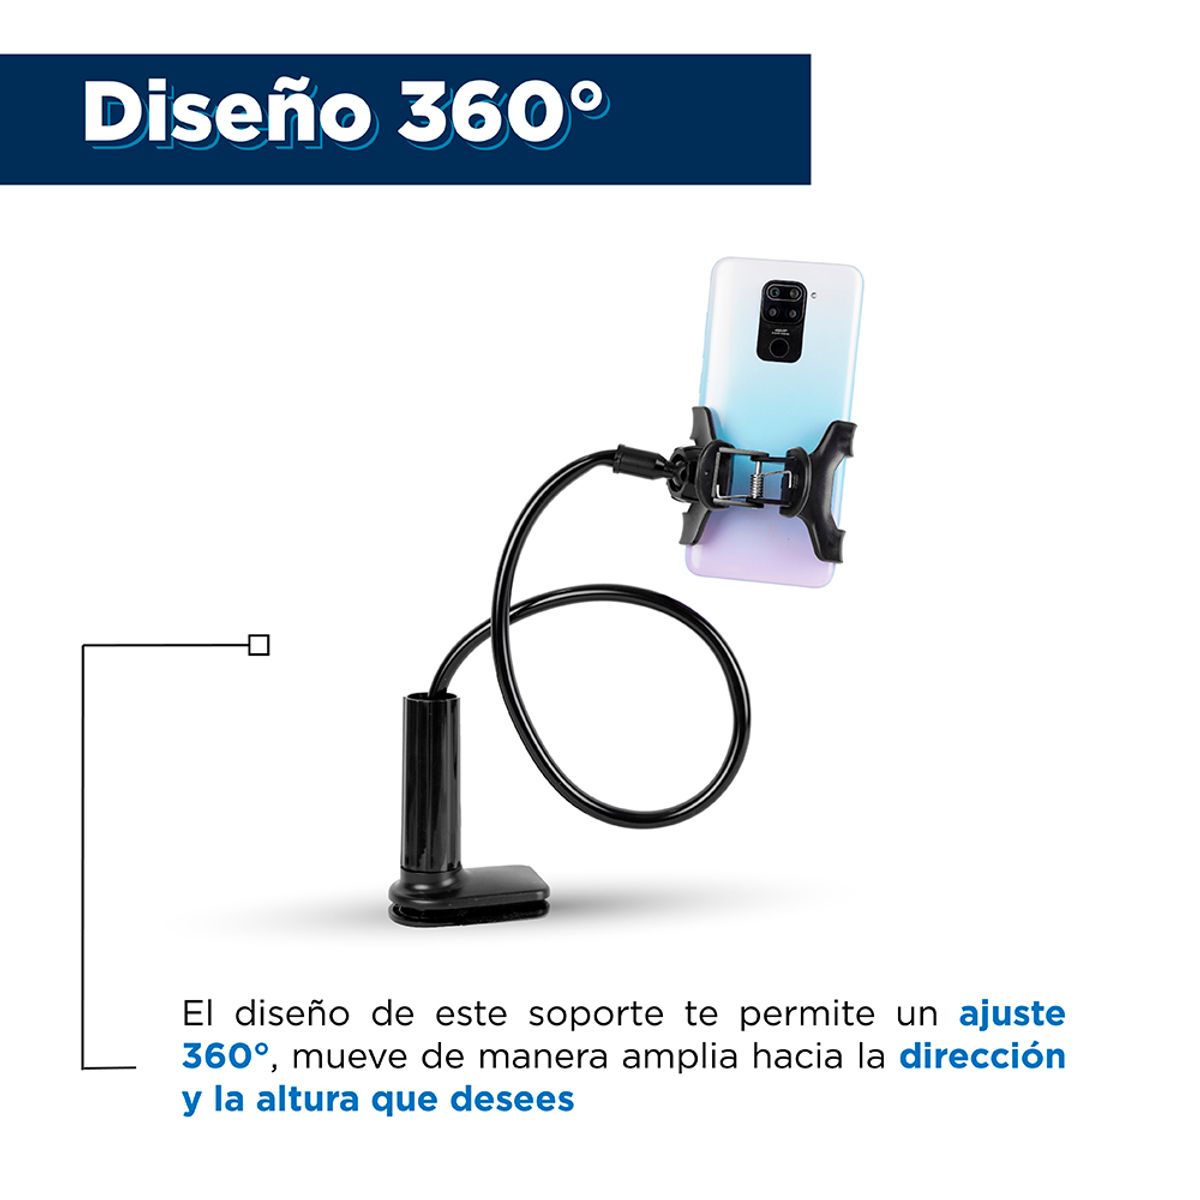 Diseño 360°
El diseño de este soporte te permite un ajuste
360°, mueve de manera amplia hacia la dirección
y la altura que desees